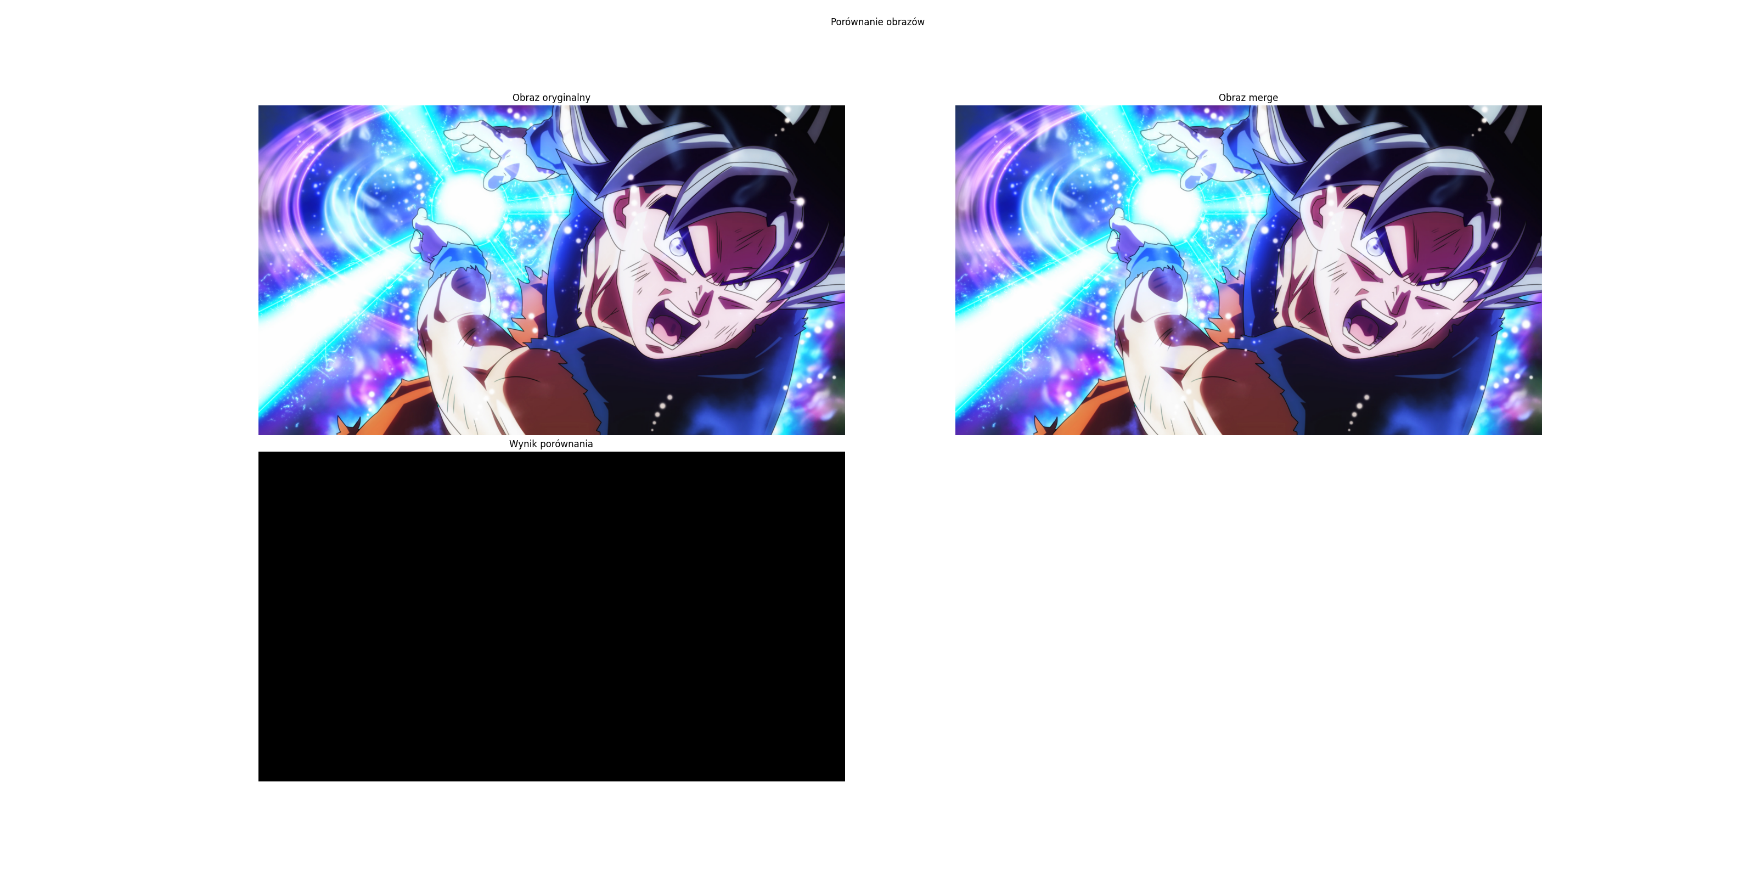 Porównanie obrazów
Obraz oryginalny
Obraz merge
Wynik porównania